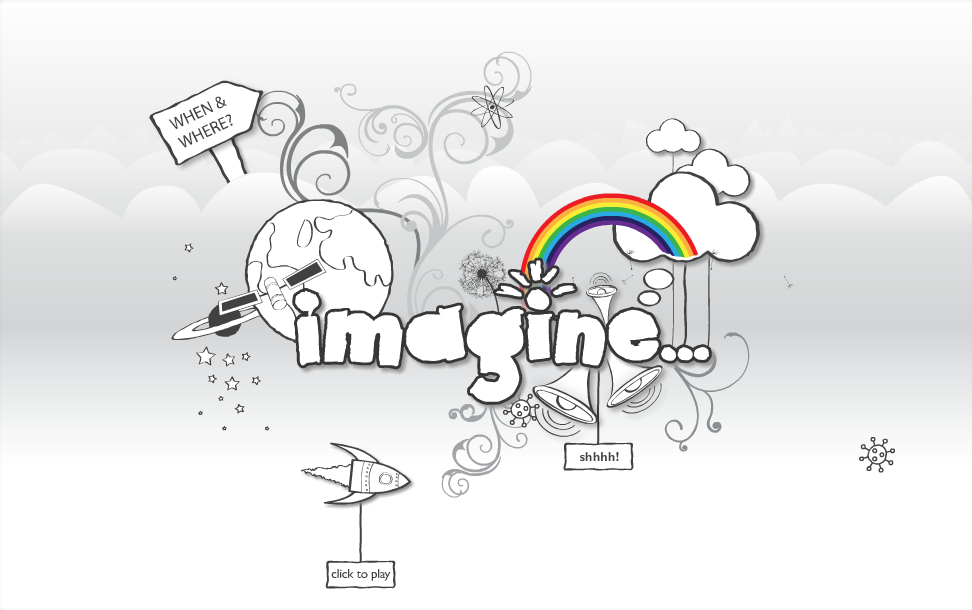 WHEN &
WHERE?
imagine...
shhhh!
click to play